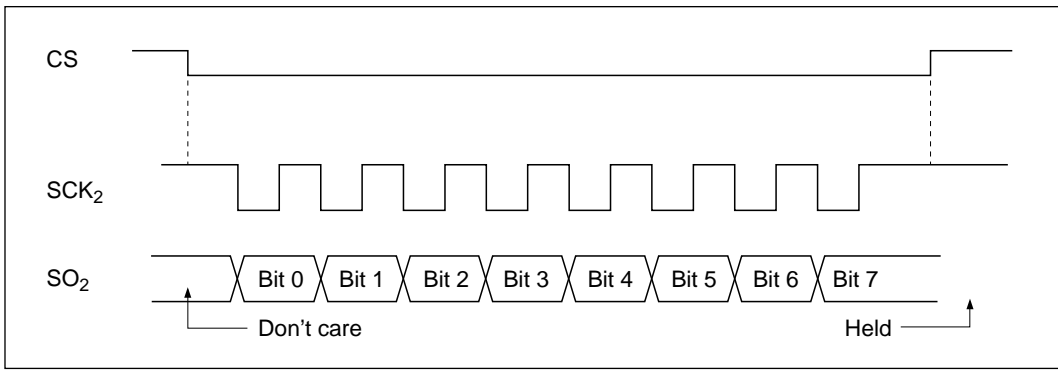 CS
SCK2
SO2 Bit 0 Bit 1 Bit 2 Bit 3 Bit 4 Bit 5 Bit 6 Bit 7
Don't care Held